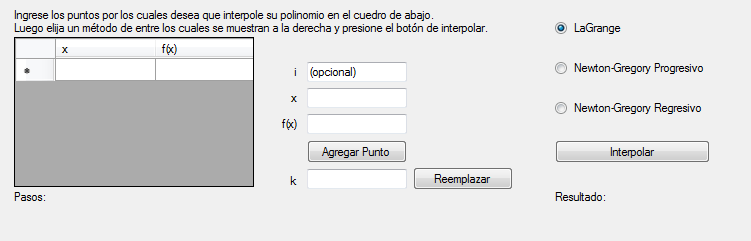 Ingrese los puntos por los cuales desea que interpole su polinomio en el cuedro de abajo.
Luego elija un método de entre los cuales se muestran a la derecha y presione el botón de interpolar.
x f(x)
*
i (opcional)
x
f(x)
Agregar Punto
k Reemplazar
Pasos:
LaGrange
Newton-Gregory Progresivo
Newton-Gregory Regresivo
Interpolar
Resultado: